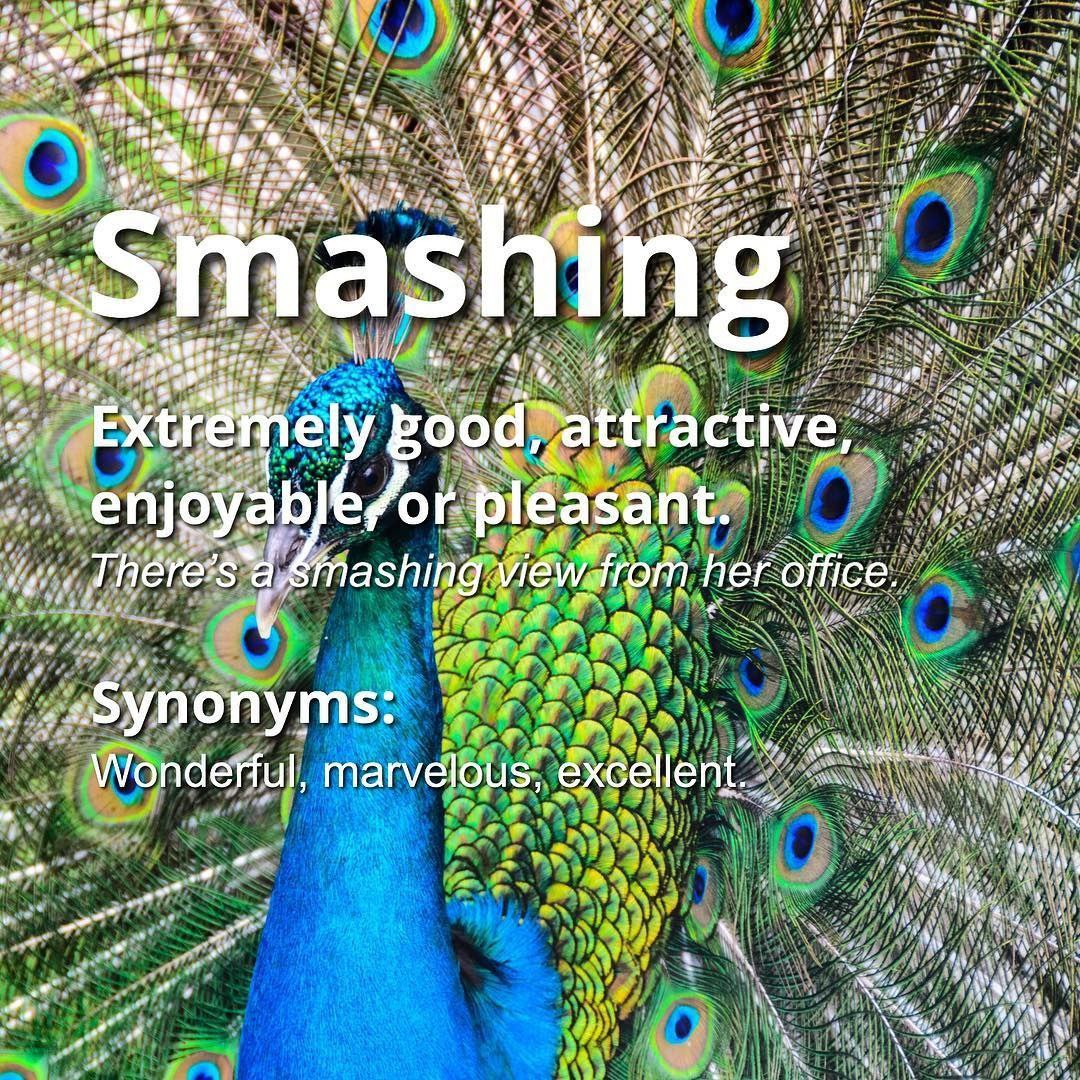 Smashing
Extremely good, attractive,
enjoyable, or pleasant.
There’s a smashing view from her office.
Synonyms:
Wonderful, marvelous, excellent.